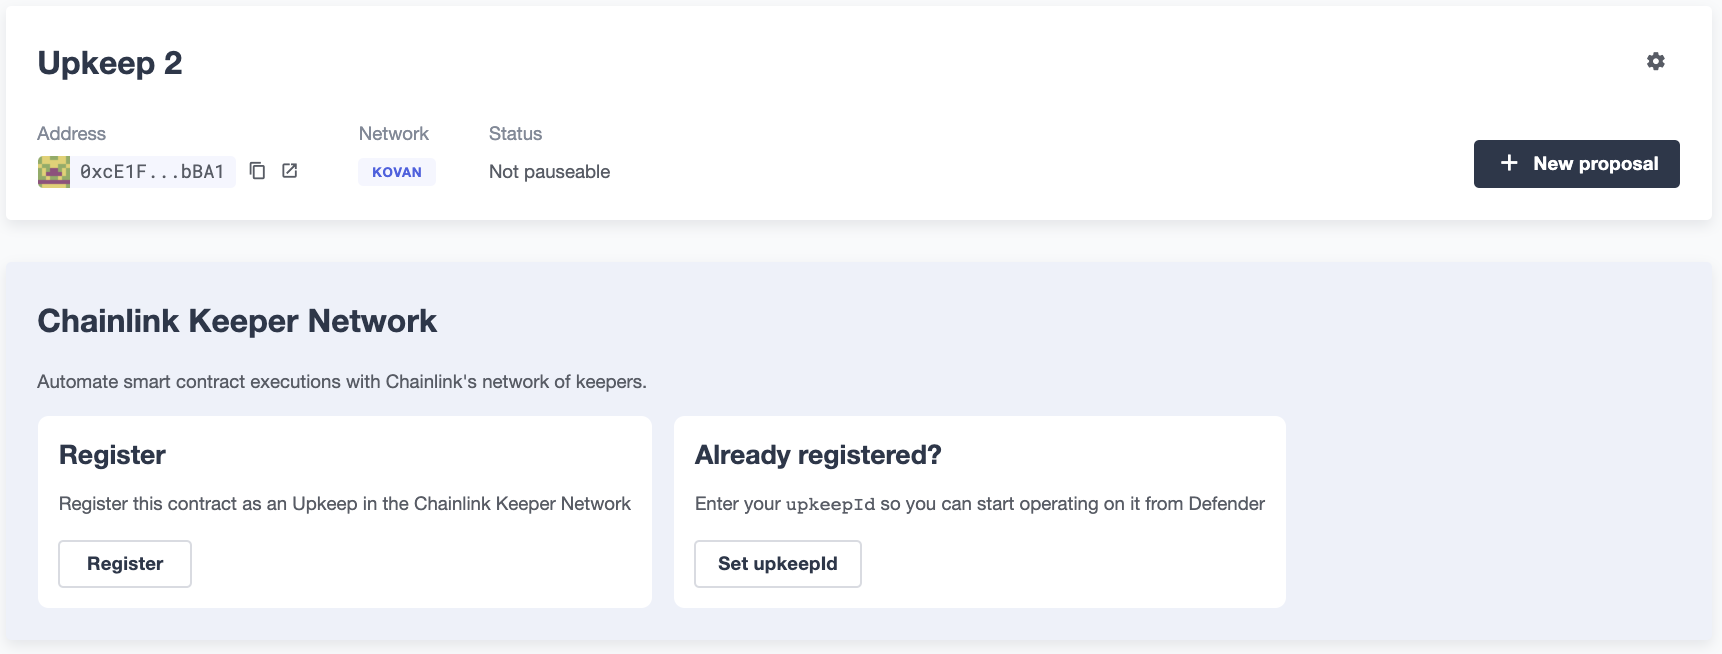 Upkeep 2
Address
Network
Status
0xcE1F...bBA1
KOVAN
Not pauseable
New proposal
Chainlink Keeper Network
Automate smart contract executions with Chainlink's network of keepers.
Register
Register this contract as an Upkeep in the Chainlink Keeper Network
Register
Already registered?
Enter your upkeepId so you can start operating on it from Defender
Set upkeepId